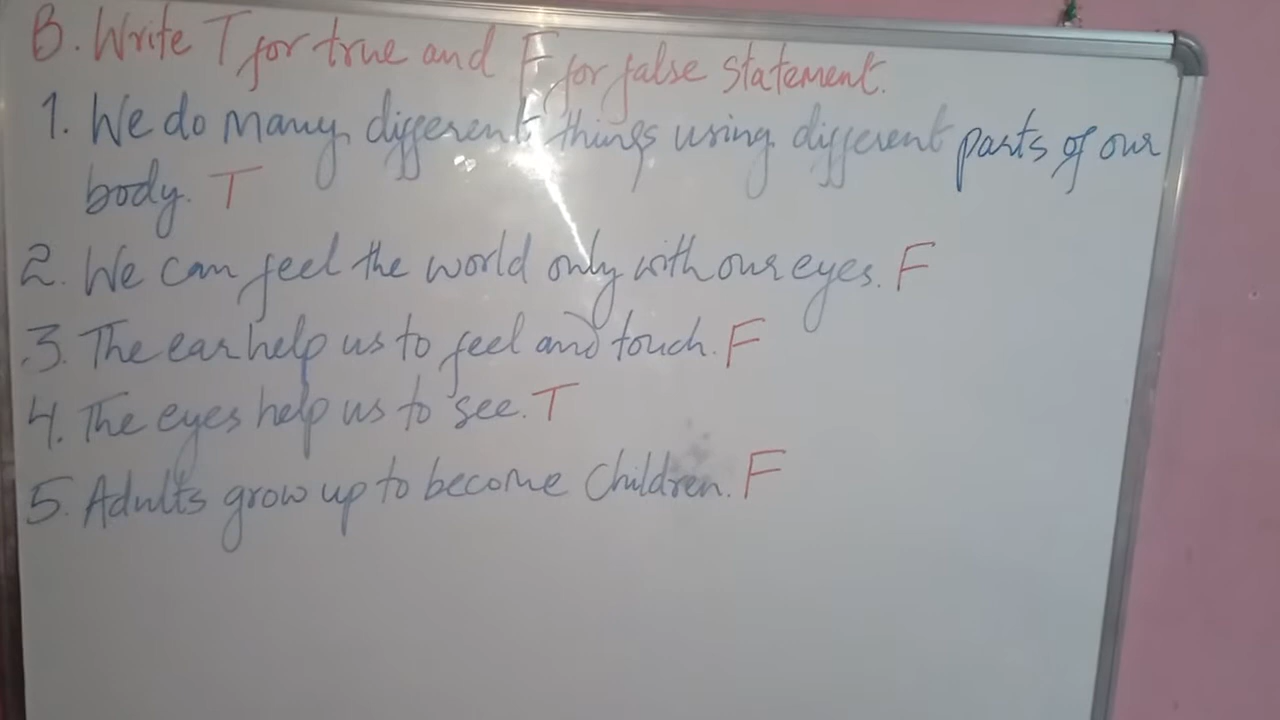 B. Write T for true and F for false statement.
1. We do many different things using different parts of our
body. T
2. We can feel the world only with our eyes. F
3. The ear help us to feel and touch. F
4. The eyes help us to see. T
5. Adults grow up to become children. F